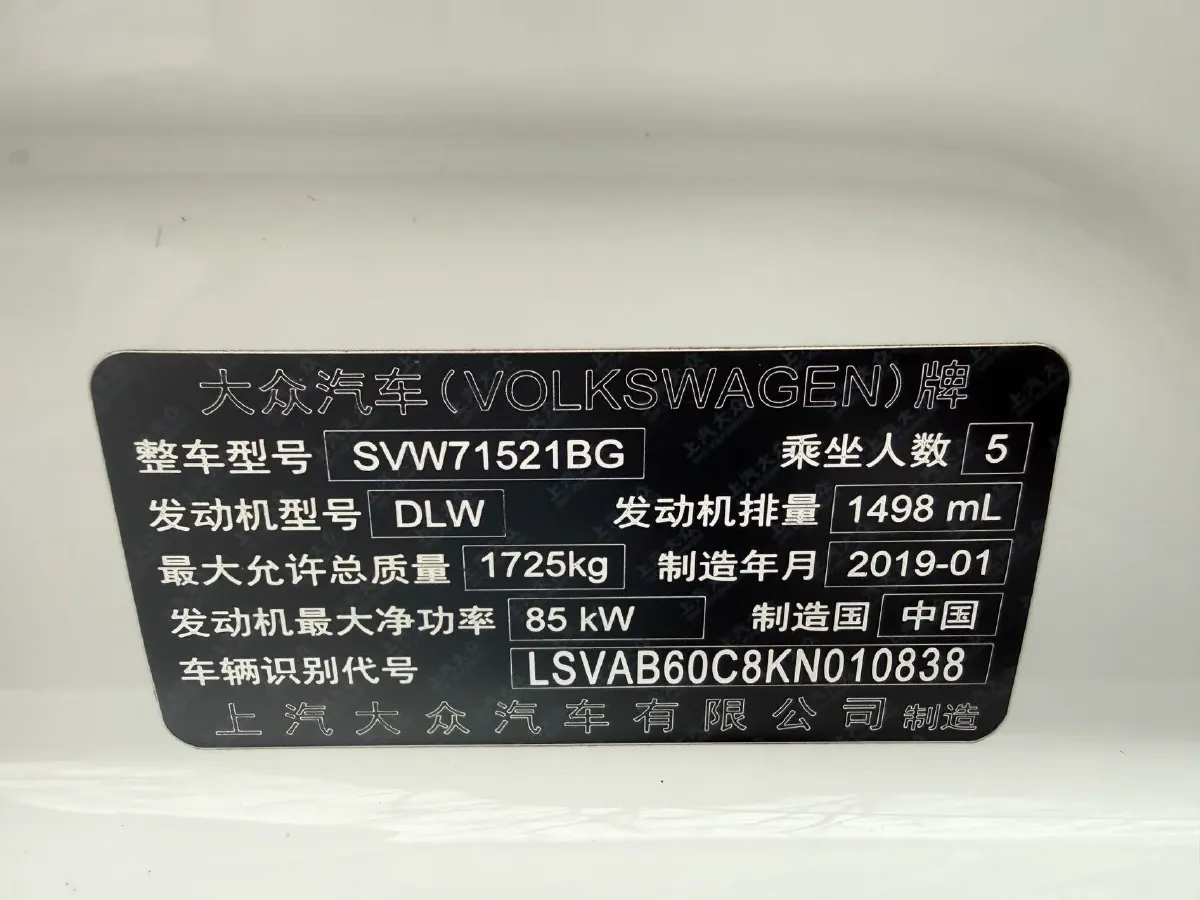 大众汽车(VOLKSWAGEN)牌
整车型号 SVW71521BG 乘坐人数 5
发动机型号 DLW 发动机排量 1498 mL
最大允许总质量 1725kg 制造年月 2019-01
发动机最大净功率 85 kW 制造国 中国
车辆识别代号 LSVAB60C8KN010838
上汽大众汽车有限公司 制造